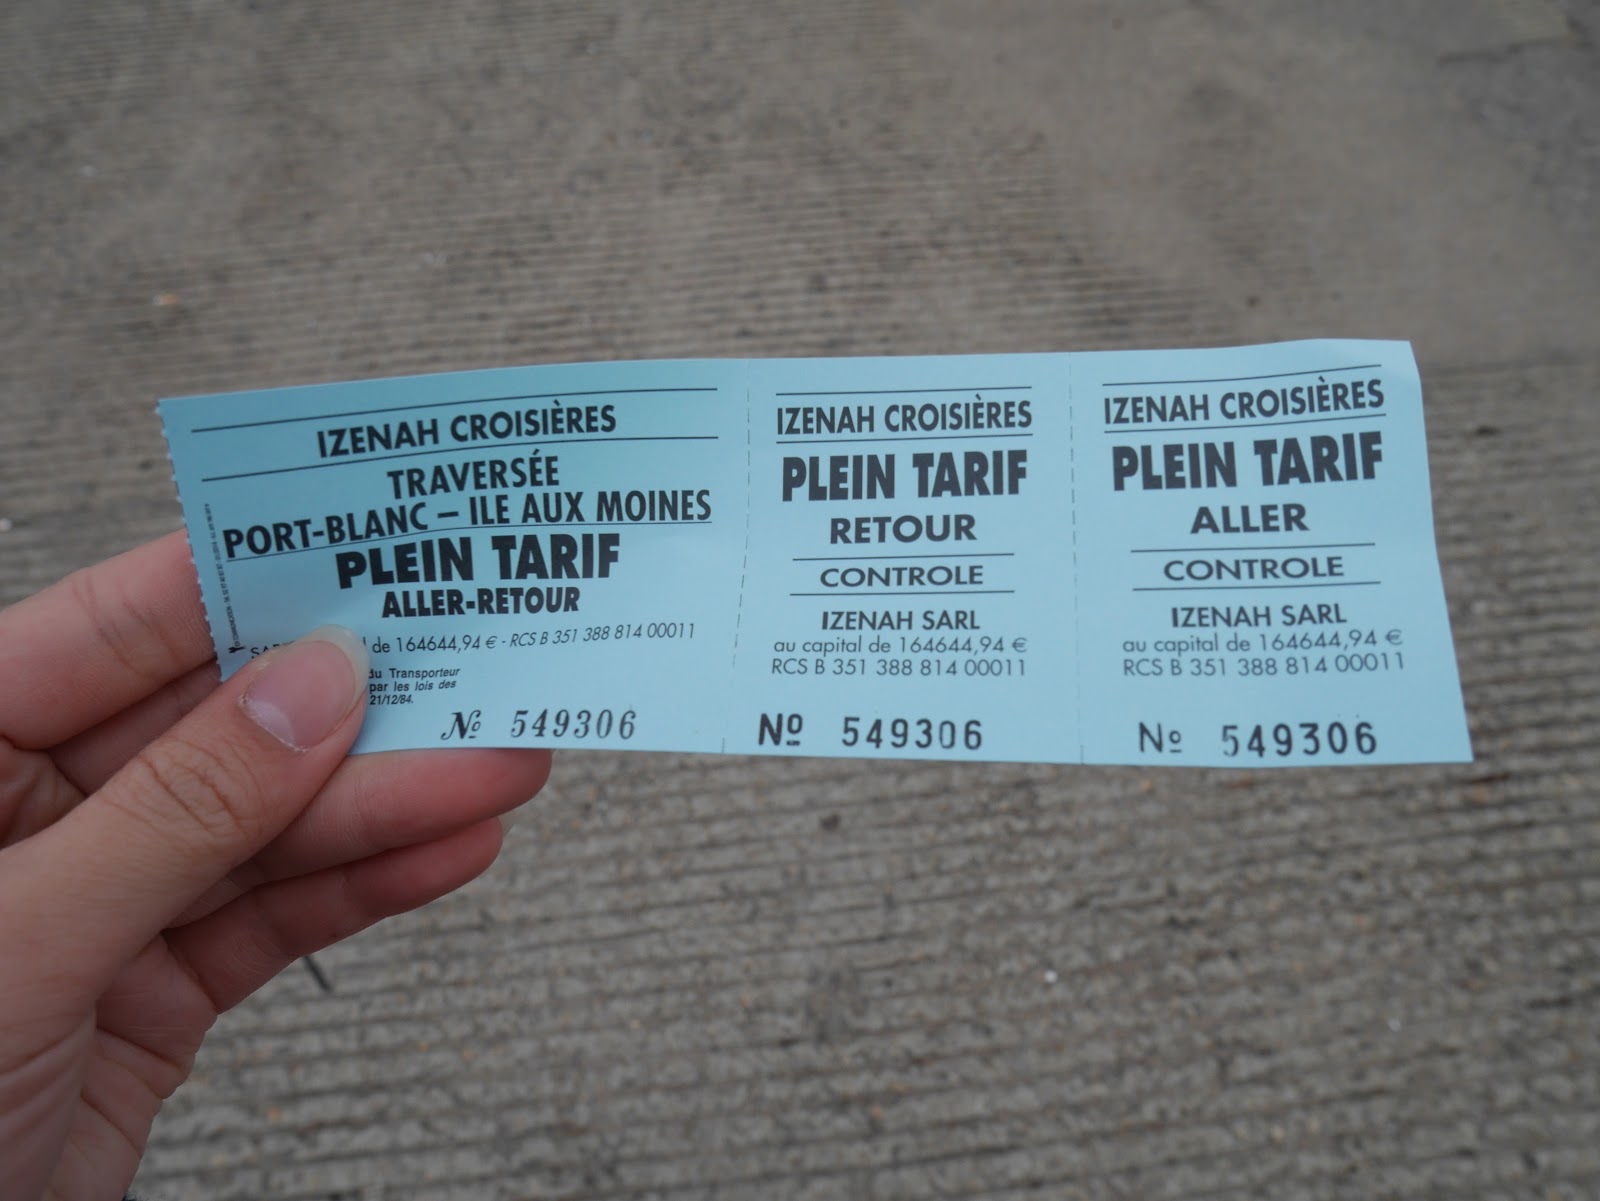 IZENAH CROISIÈRES
TRAVERSÉE
PORT-BLANC – ILE AUX MOINES
PLEIN TARIF
ALLER-RETOUR
de 164644,94 € - RCS B 351 388 814 00011
du Transporteur
par les lois des
21/12/84.
Nº 549306
IZENAH CROISIÈRES
PLEIN TARIF
RETOUR
CONTROLE
IZENAH SARL
au capital de 164644,94 €
RCS B 351 388 814 00011
Nº 549306
IZENAH CROISIÈRES
PLEIN TARIF
ALLER
CONTROLE
IZENAH SARL
au capital de 164644,94 €
RCS B 351 388 814 00011
Nº 549306